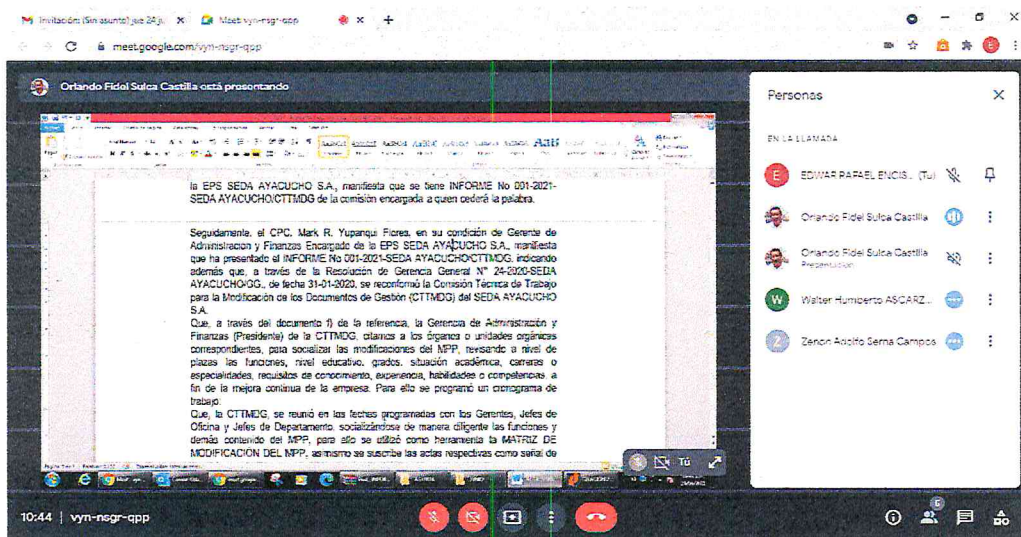 Invitación: (Sin asunto) jue 24 j
Meet: vyn-nsgr-qpp
meet.google.com/vyn-nsgr-qpp
Orlando Fidel Sulca Castilla está presentando
la EPS SEDA AYACUCHO S.A., manifiesta que se tiene INFORME No 001-2021-
SEDA AYACUCHO/CTTMDG de la comisión encargada a quien cederá la palabra.
Seguidamente, el CPC. Mark R. Yupanqui Flores, en su condición de Gerente de
Administracion y Finanzas Encargado de la EPS SEDA AYACUCHO S.A., manifiesta
que ha presentado el INFORME No 001-2021-SEDA AYACUCHO/CTTMDG, indicando
además que, a través de la Resolución de Gerencia General N° 24-2020-SEDA
AYACUCHO/GG., de fecha 31-01-2020, se reconformó la Comisión Técnica de Trabajo
para la Modificación de los Documentos de Gestión (CTTMDG) del SEDA AYACUCHO
S.A.
Que, a través del documento f) de la referencia, la Gerencia de Administración y
Finanzas (Presidente) de la CTTMDG, citamos a los órganos o unidades orgánicas
correspondientes, para socializar las modificaciones del MPP, revisando a nivel de
plazas las funciones, nivel educativo, grados, situación académica, carreras o
especialidades, requisitos de conocimiento, experiencia, habilidades o competencias, a
fin de la mejora continua de la empresa. Para ello se programó un cronograma de
trabajo:
Que, la CTTMDG, se reunió en las fechas programadas con los Gerentes, Jefes de
Oficina y Jefes de Departamento, socializándose de manera diligente las funciones y
demás contenido del MPP, para ello se utilizó como herramienta la MATRIZ DE
MODIFICACIÓN DEL MPP, asimismo se suscribe las actas respectivas como señal de
Tú
10:44 | vyn-nsgr-qpp
Personas
EN LA LLAMADA
E EDWAR RAFAEL ENCIS... (Tú)
Orlando Fidel Sulca Castilla
Orlando Fidel Sulca Castilla
Presentación
W Walter Humberto ASCARZ...
Z Zenon Adolfo Serna Campos